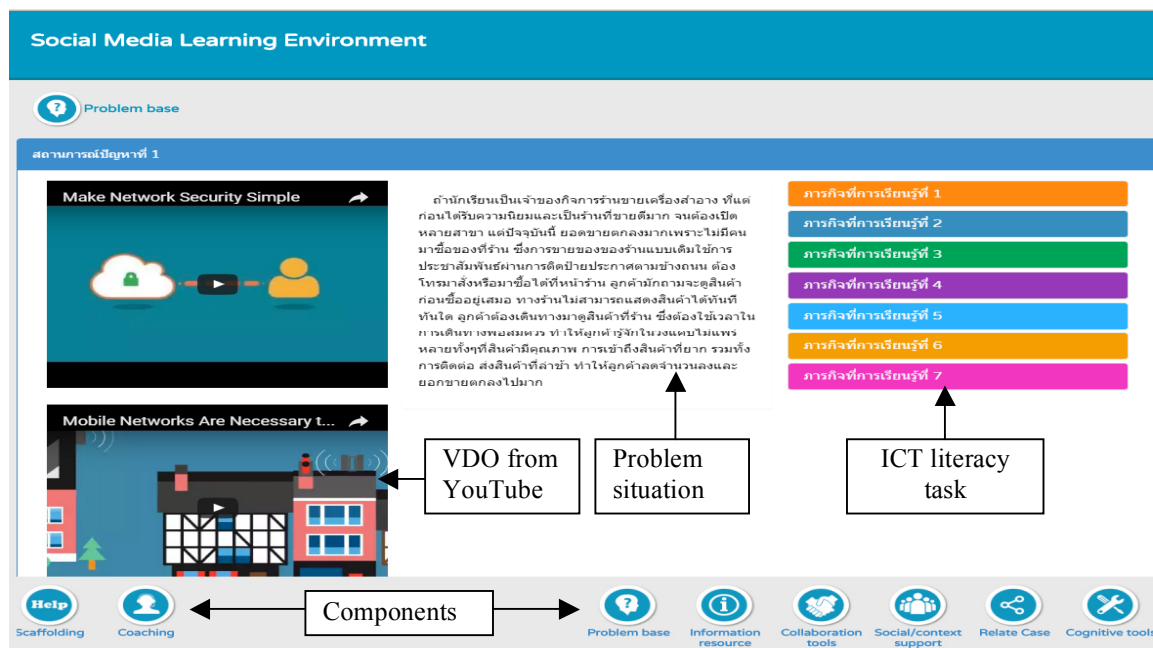 Social Media Learning Environment
Problem base
สถานการณ์ปัญหาที่ 1
Make Network Security Simple
Mobile Networks Are Necessary t...
ถ้านักเรียนเป็นเจ้าของกิจการร้านขายเครื่องสำอาง ที่แต่
ก่อนได้รับความนิยมและเป็นร้านที่ขายดีมาก จนต้องเปิด
หลายสาขา แต่ปัจจุบันนี้ ยอดขายตกลงมากเพราะไม่มีคน
มาซื้อของที่ร้าน ซึ่งการขายของของร้านแบบเดิมใช้การ
ประชาสัมพันธ์ผ่านการติดป้ายประกาศตามข้างถนน ต้อง
โทรมาสั่งหรือมาซื้อได้ที่หน้าร้าน ลูกค้ามักถามจะดูสินค้า
ก่อนซื้ออยู่เสมอ ทางร้านไม่สามารถแสดงสินค้าได้ทันที
ทันใด ลูกค้าต้องเดินทางมาดูสินค้าที่ร้าน ซึ่งต้องใช้เวลาใน
การเดินทางพอสมควร ทำให้ลูกค้ารู้จักในวงแคบไม่แพร่
หลายทั้งๆที่สินค้ามีคุณภาพ การเข้าถึงสินค้าที่ยาก รวมทั้ง
การติดต่อ ส่งสินค้าที่ล่าช้า ทำให้ลูกค้าลดจำนวนลงและ
ยอกขายตกลงไปมาก
ภารกิจที่การเรียนรู้ที่ 1
ภารกิจที่การเรียนรู้ที่ 2
ภารกิจที่การเรียนรู้ที่ 3
ภารกิจที่การเรียนรู้ที่ 4
ภารกิจที่การเรียนรู้ที่ 5
ภารกิจที่การเรียนรู้ที่ 6
ภารกิจที่การเรียนรู้ที่ 7
VDO from
YouTube
Problem
situation
ICT literacy
task
Components
Help
Scaffolding
Coaching
Problem base
Information
resource
Collaboration
tools
Social/context
support
Relate Case
Cognitive tools